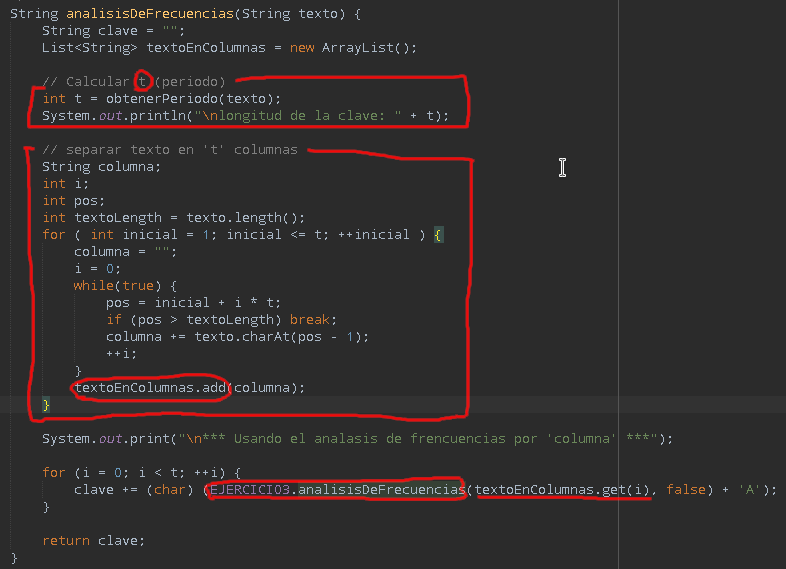 String analisisDeFrecuencias(String texto) {
String clave = "";
List<String> textoEnColumnas = new ArrayList();
// Calcular t (periodo)
int t = obtenerPeriodo(texto);
System.out.println("\nlongitud de la clave: " + t);
// separar texto en 't' columnas
String columna;
int i;
int pos;
int textoLength = texto.length();
for ( int inicial = 1; inicial <= t; ++inicial ) {
columna = "";
i = 0;
while(true) {
pos = inicial + i * t;
if (pos > textoLength) break;
columna += texto.charAt(pos - 1);
++i;
}
textoEnColumnas.add(columna);
}
System.out.print("\n*** Usando el analasis de frencuencias por 'columna' ***");
for (i = 0; i < t; ++i) {
clave += (char) (EJERCICIO3.analisisDeFrecuencias(textoEnColumnas.get(i), false) + 'A');
}
return clave;
}